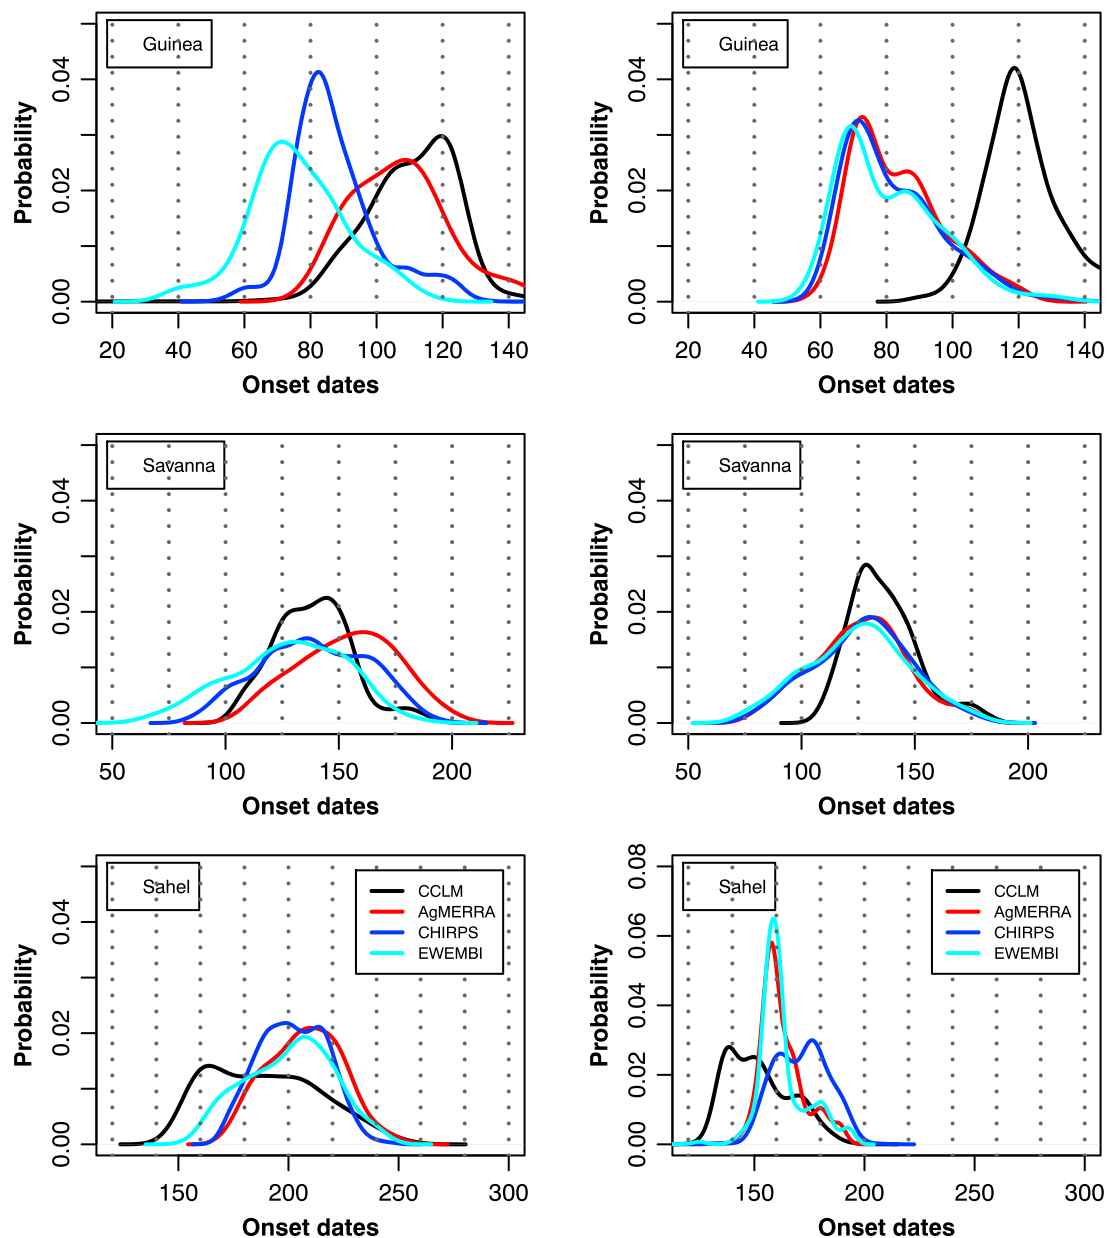 Guinea
Probability
0.00 0.02 0.04
20 40 60 80 100 120 140
Onset dates
Guinea
Probability
0.00 0.02 0.04
20 40 60 80 100 120 140
Onset dates
Savanna
Probability
0.00 0.02 0.04
50 100 150 200
Onset dates
Savanna
Probability
0.00 0.02 0.04
50 100 150 200
Onset dates
Sahel
CCLM
AgMERRA
CHIRPS
EWEMBI
Probability
0.00 0.02 0.04
150 200 250 300
Onset dates
Sahel
CCLM
AgMERRA
CHIRPS
EWEMBI
Probability
0.00 0.02 0.04 0.06 0.08
150 200 250 300
Onset dates